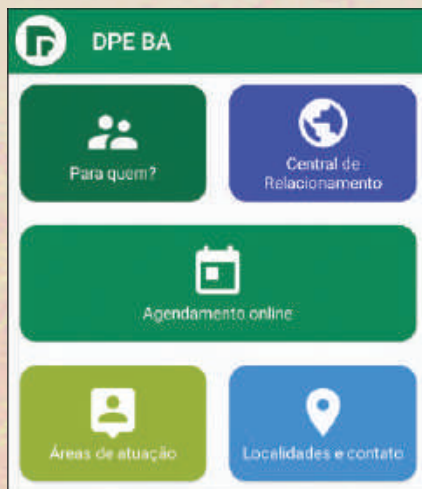 DPE BA
Para quem?
Central de
Relacionamento
Agendamento online
Áreas de atuação
Localidades e contato